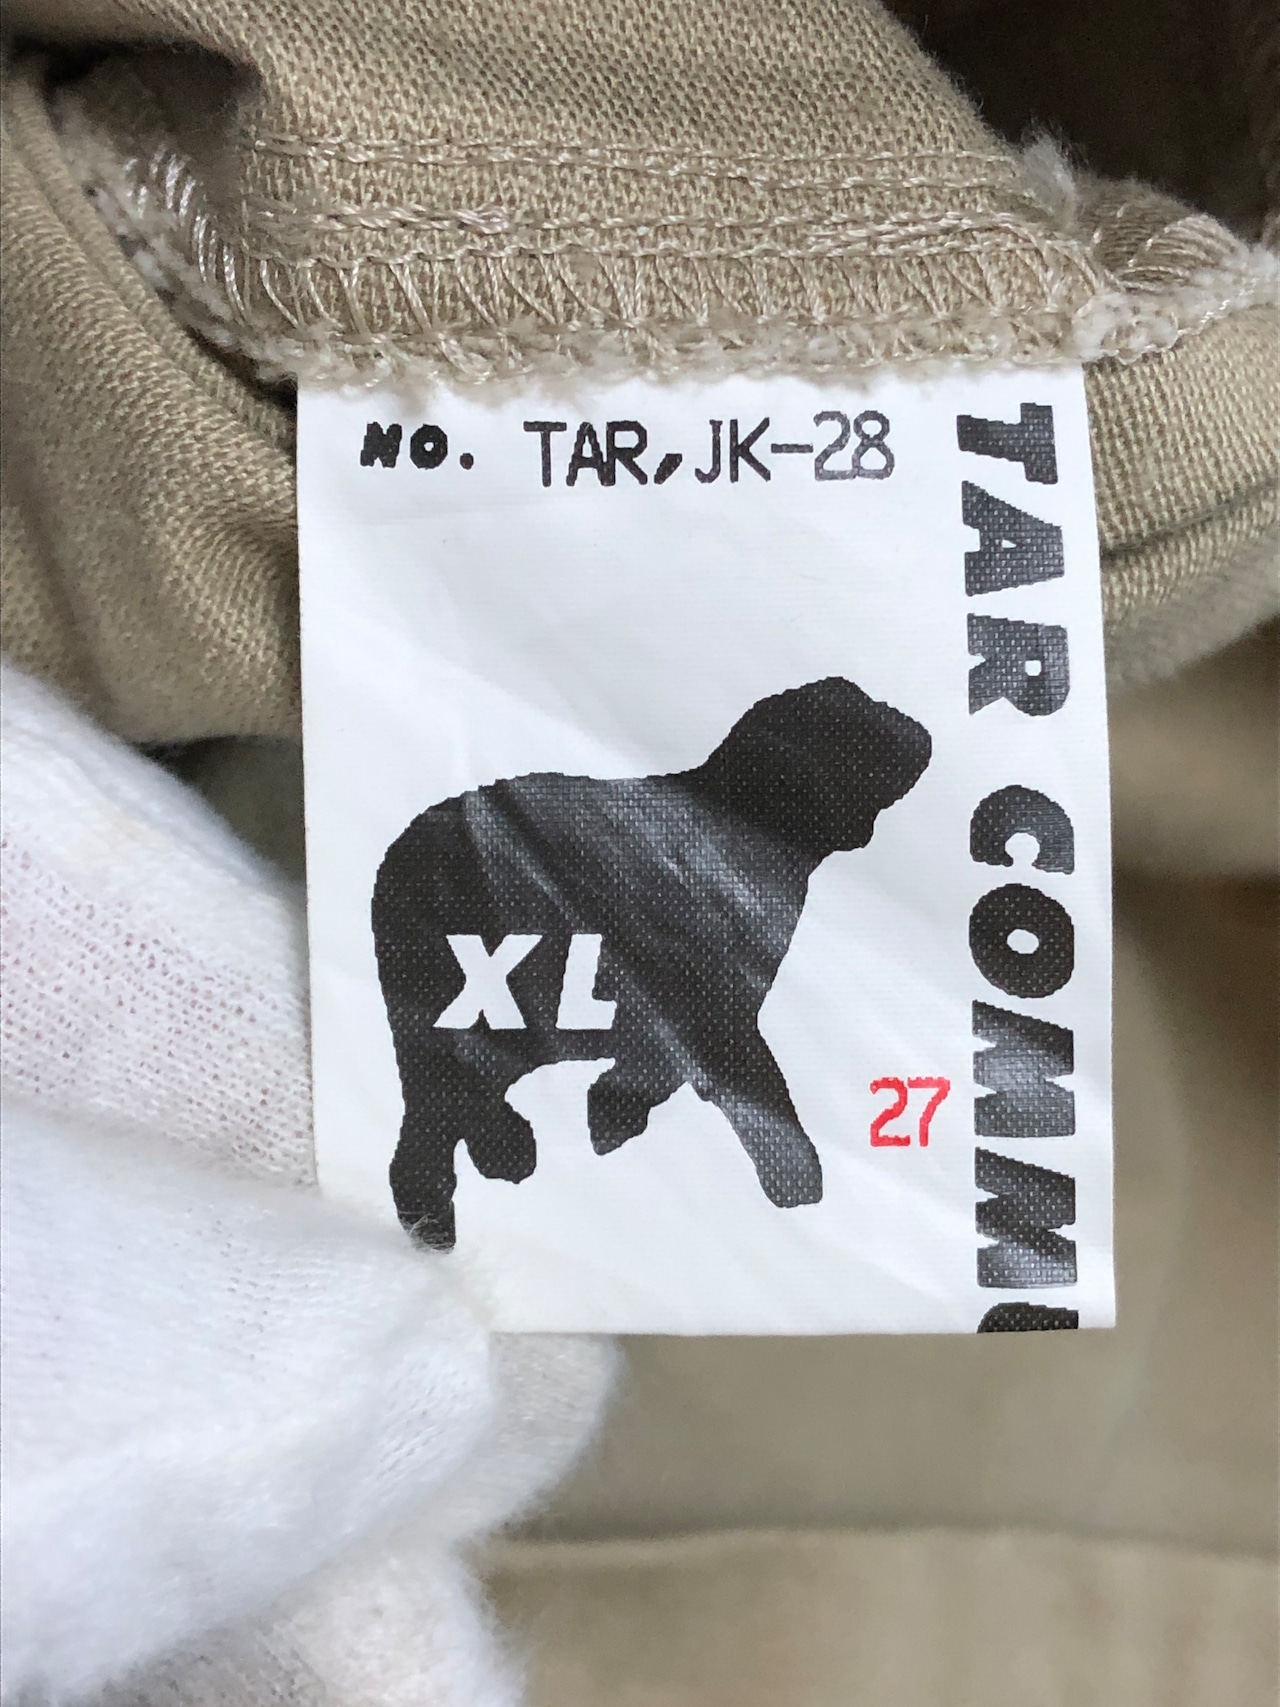 NO. TAR,JK-28
XL
27
TAR COMM